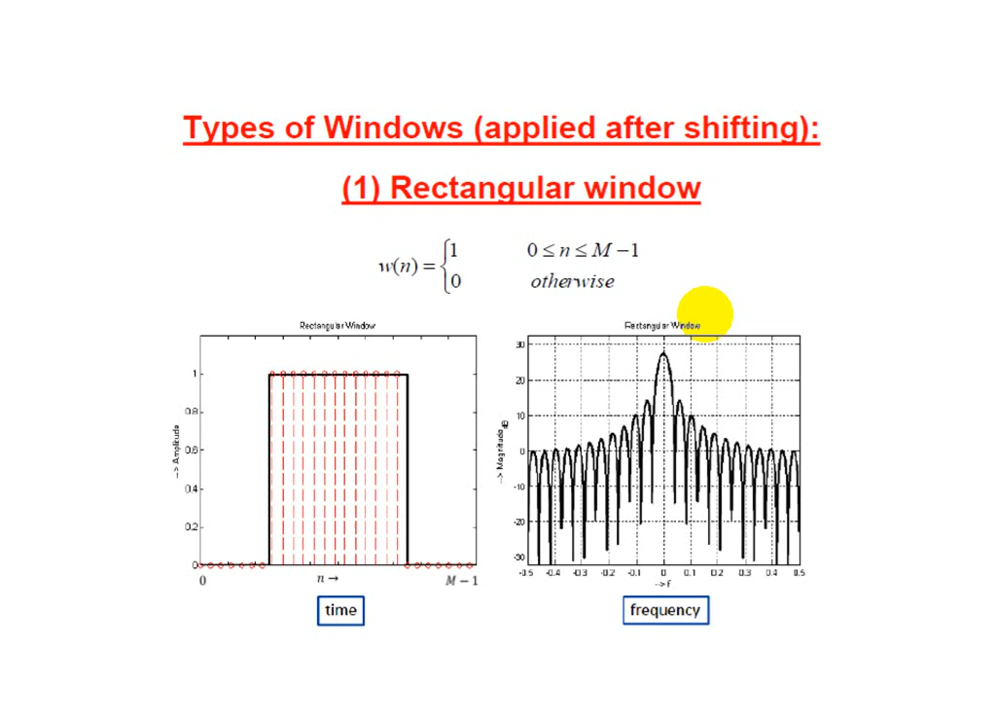 Types of Windows (applied after shifting):
(1) Rectangular window
w(n) = { 1 0 ≤ n ≤ M − 1
0 otherwise
Rectangular Window
1
0.8
0.6
0.4
0.2
0
--> Amplitude
0 n → M − 1
time
Rectangular Window
30
20
10
0
-10
-20
-30
--> Magnitude dB
-0.5 -0.4 -0.3 -0.2 -0.1 0 0.1 0.2 0.3 0.4 0.5
--> f
frequency